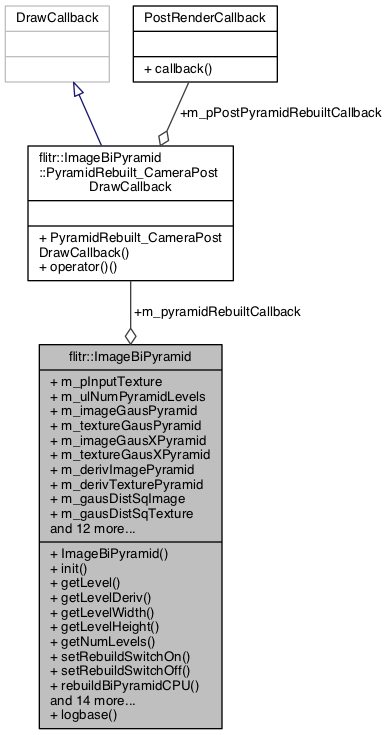 DrawCallback
PostRenderCallback
+ callback()
+m_pPostPyramidRebuiltCallback
flitr::ImageBiPyramid
::PyramidRebuilt_CameraPost
DrawCallback
+ PyramidRebuilt_CameraPost
DrawCallback()
+ operator()()
+m_pyramidRebuiltCallback
flitr::ImageBiPyramid
+ m_pInputTexture
+ m_ulNumPyramidLevels
+ m_imageGausPyramid
+ m_textureGausPyramid
+ m_imageGausXPyramid
+ m_textureGausXPyramid
+ m_derivImagePyramid
+ m_derivTexturePyramid
+ m_gausDistSqImage
+ m_gausDistSqTexture
and 12 more...
+ ImageBiPyramid()
+ init()
+ getLevel()
+ getLevelDeriv()
+ getLevelWidth()
+ getLevelHeight()
+ getNumLevels()
+ setRebuildSwitchOn()
+ setRebuildSwitchOff()
+ rebuildBiPyramidCPU()
and 14 more...
+ logbase()